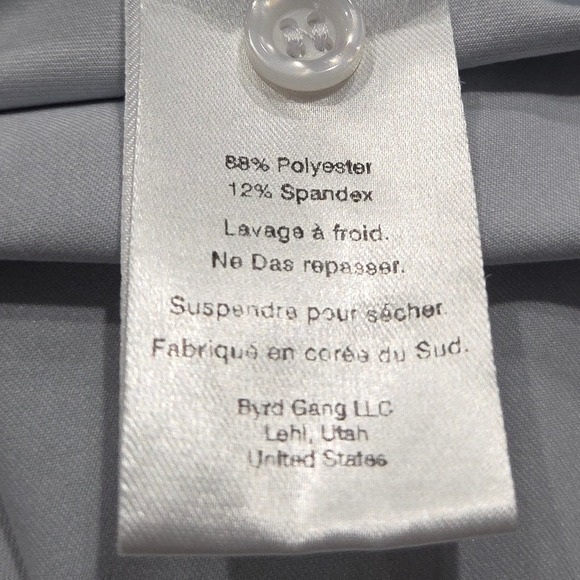 88% Polyester
12% Spandex
Lavage à froid.
Ne Das repasser.
Suspendre pour sécher.
Fabriqué en corée du Sud.
Byrd Gang LLC
Lehi, Utah
United States